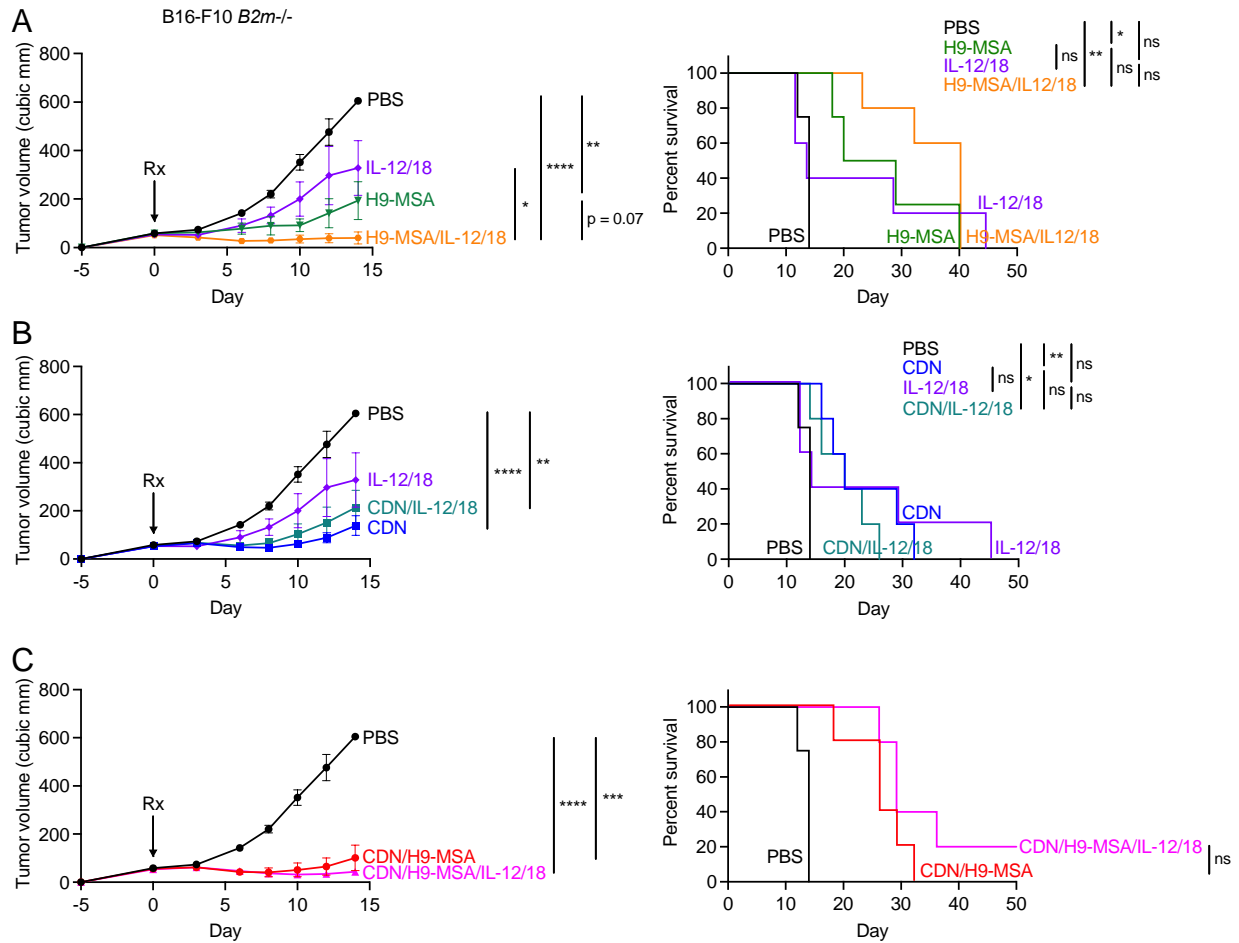 A
B16-F10 B2m-/-
Tumor volume (cubic mm)
800
600
400
200
0
-5
0
5
10
15
Day
Rx
PBS
IL-12/18
H9-MSA
H9-MSA/IL-12/18
*
****
**
p = 0.07
Percent survival
100
80
60
40
20
0
0
10
20
30
40
50
Day
PBS
H9-MSA
IL-12/18
H9-MSA/IL12/18
ns
**
*
ns
ns
ns
PBS
H9-MSA
H9-MSA/IL12/18
IL-12/18
B
Tumor volume (cubic mm)
800
600
400
200
0
-5
0
5
10
15
Day
Rx
PBS
IL-12/18
CDN/IL-12/18
CDN
****
**
Percent survival
100
80
60
40
20
0
0
10
20
30
40
50
Day
PBS
CDN
IL-12/18
CDN/IL-12/18
ns
*
**
ns
ns
ns
PBS
CDN/IL-12/18
CDN
IL-12/18
C
Tumor volume (cubic mm)
800
600
400
200
0
-5
0
5
10
15
Day
Rx
PBS
CDN/H9-MSA
CDN/H9-MSA/IL-12/18
****
***
Percent survival
100
80
60
40
20
0
0
10
20
30
40
50
Day
PBS
CDN/H9-MSA/IL-12/18
CDN/H9-MSA
ns